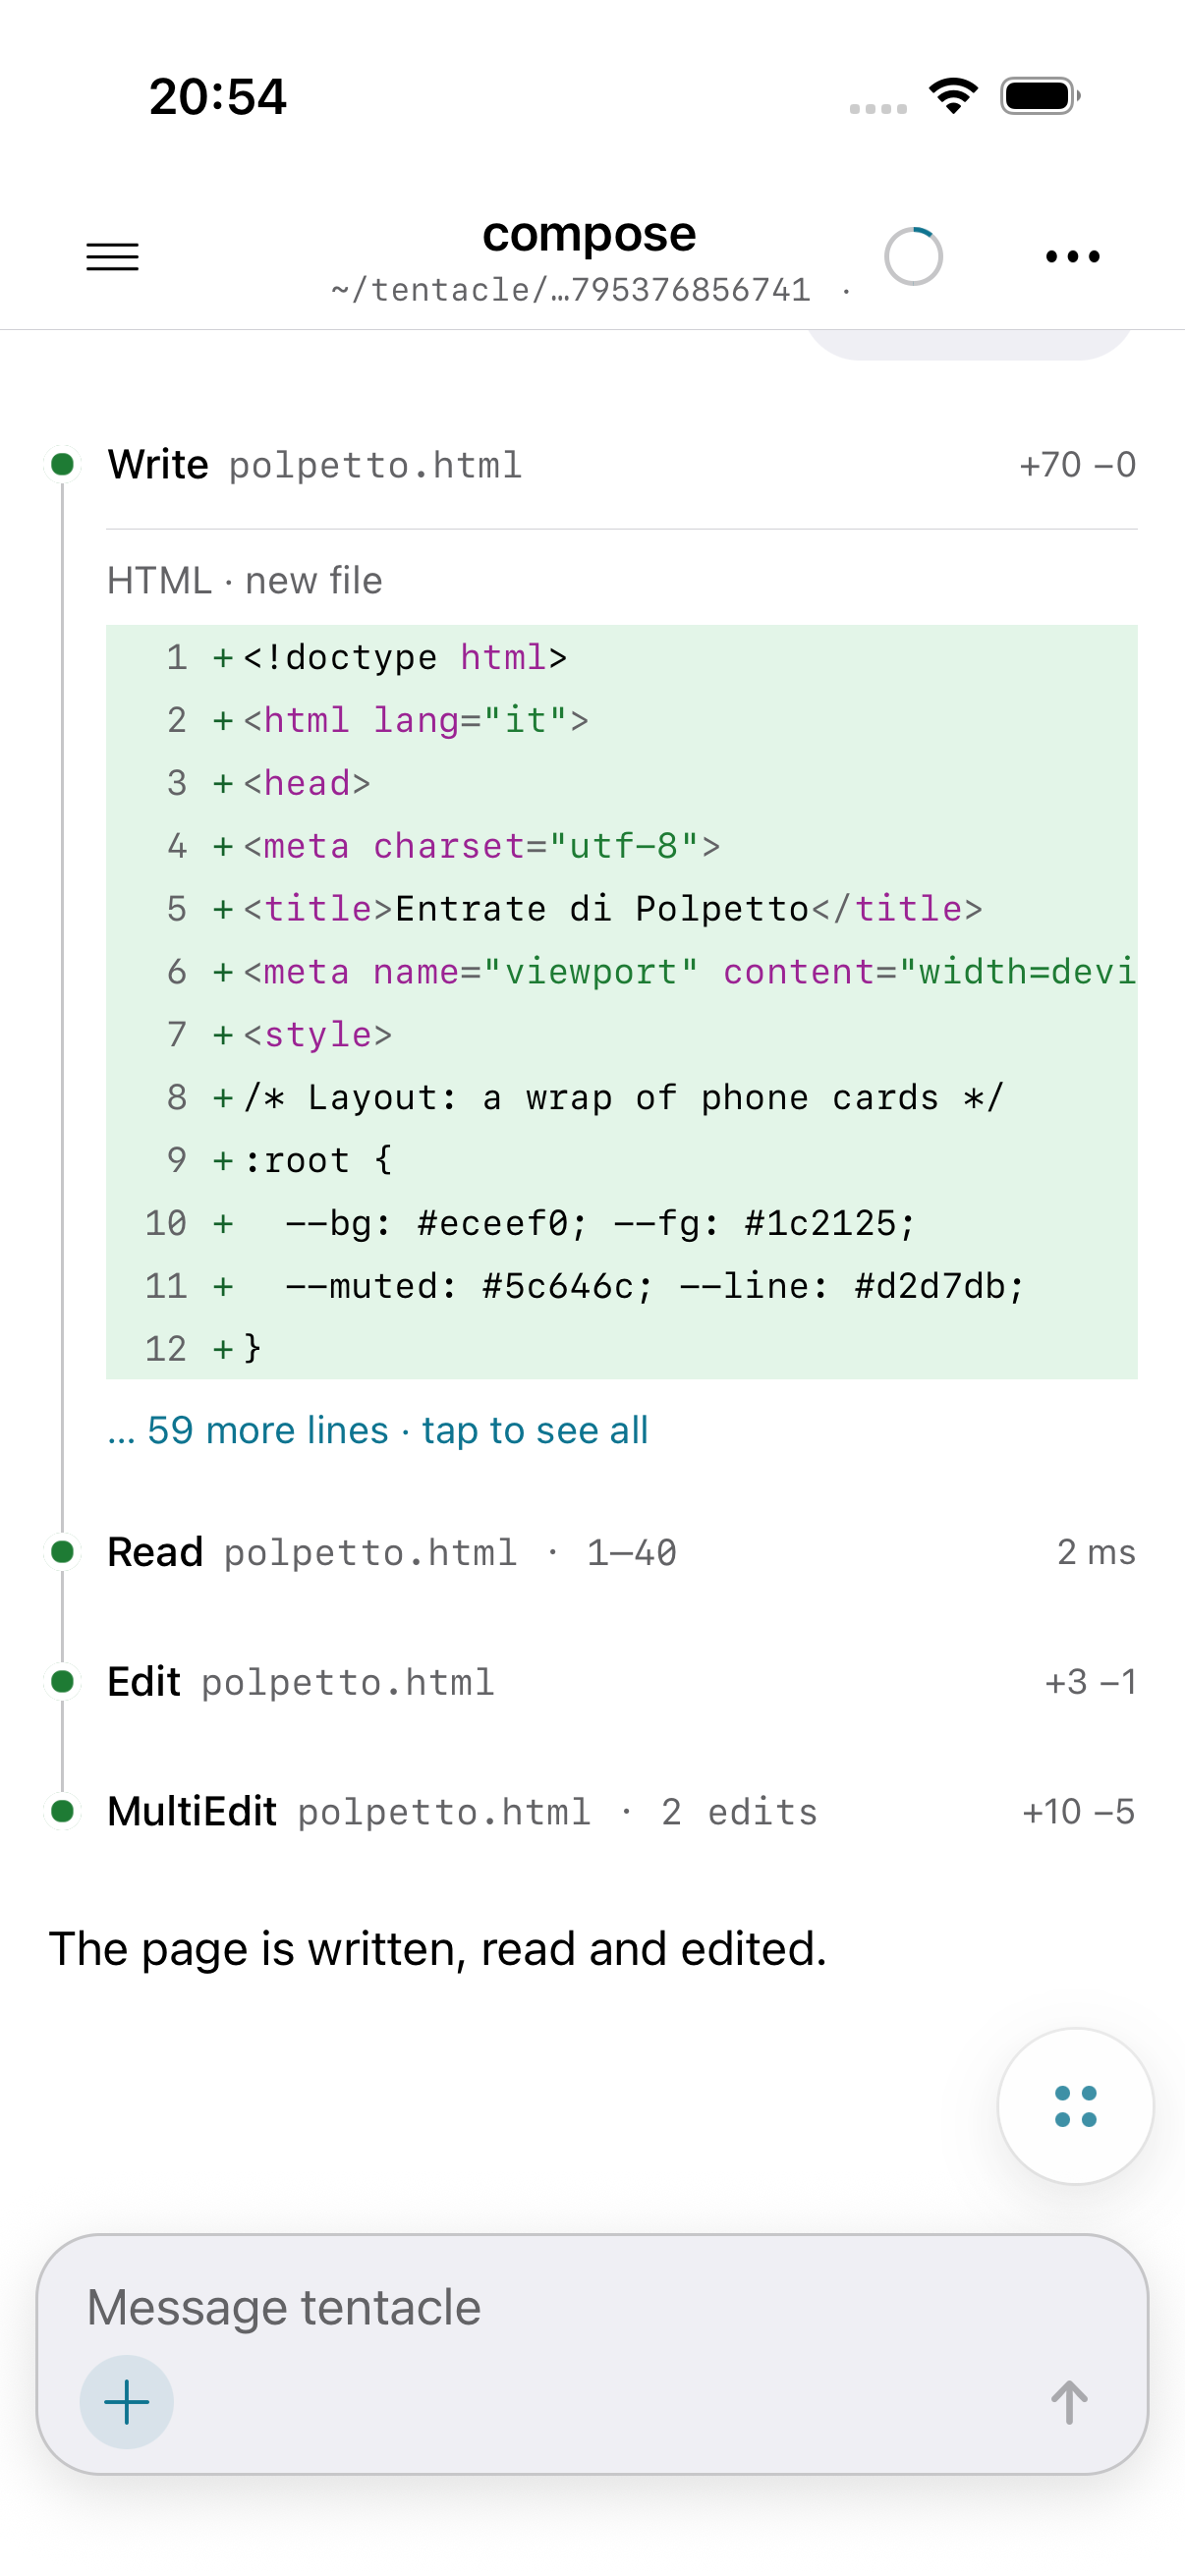 20:54
compose
~/tentacle/…795376856741 ·
Write polpetto.html +70 −0
HTML · new file
1 +<!doctype html>
2 +<html lang="it">
3 +<head>
4 +<meta charset="utf-8">
5 +<title>Entrate di Polpetto</title>
6 +<meta name="viewport" content="width=devi
7 +<style>
8 +/* Layout: a wrap of phone cards */
9 +:root {
10 +  --bg: #eceef0; --fg: #1c2125;
11 +  --muted: #5c646c; --line: #d2d7db;
12 +}
… 59 more lines · tap to see all
Read polpetto.html · 1–40 2 ms
Edit polpetto.html +3 −1
MultiEdit polpetto.html · 2 edits +10 −5
The page is written, read and edited.
Message tentacle